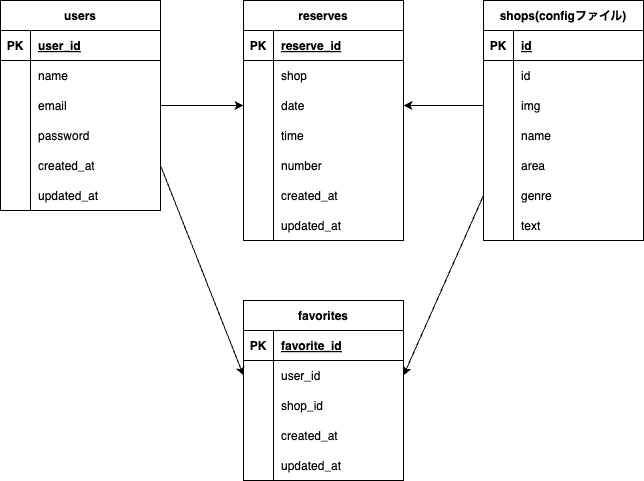 users
PK user_id
name
email
password
created_at
updated_at
reserves
PK reserve_id
shop
date
time
number
created_at
updated_at
shops(configファイル)
PK id
id
img
name
area
genre
text
favorites
PK favorite_id
user_id
shop_id
created_at
updated_at